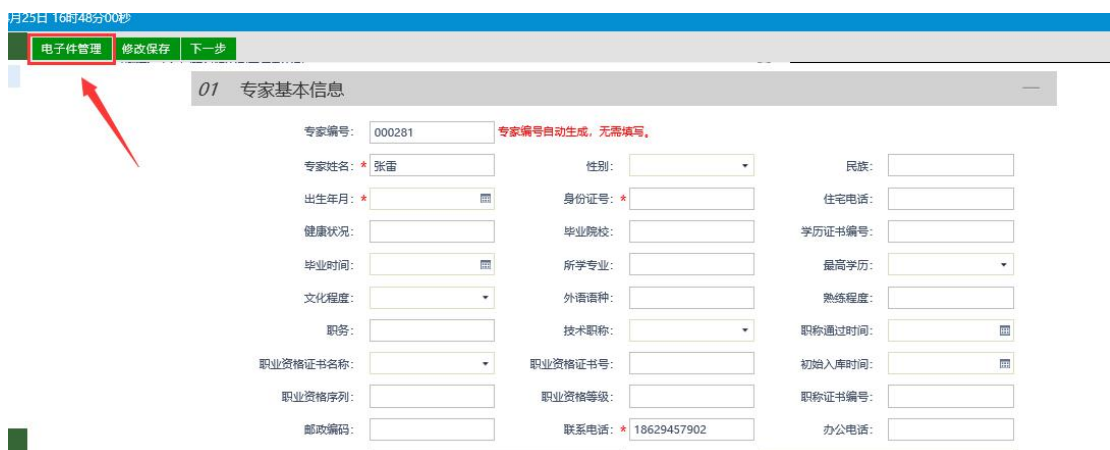 月25日 16时48分00秒
电子件管理 修改保存 下一步
01 专家基本信息
专家编号: 000281 专家编号自动生成，无需填写。
专家姓名: * 张雷 性别: 民族:
出生年月: * 身份证号: * 住宅电话:
健康状况: 毕业院校: 学历证书编号:
毕业时间: 所学专业: 最高学历:
文化程度: 外语语种: 熟练程度:
职务: 技术职称: 职称通过时间:
职业资格证书名称: 职业资格证书号: 初始入库时间:
职业资格序列: 职业资格等级: 职称证书编号:
邮政编码: 联系电话: * 18629457902 办公电话: